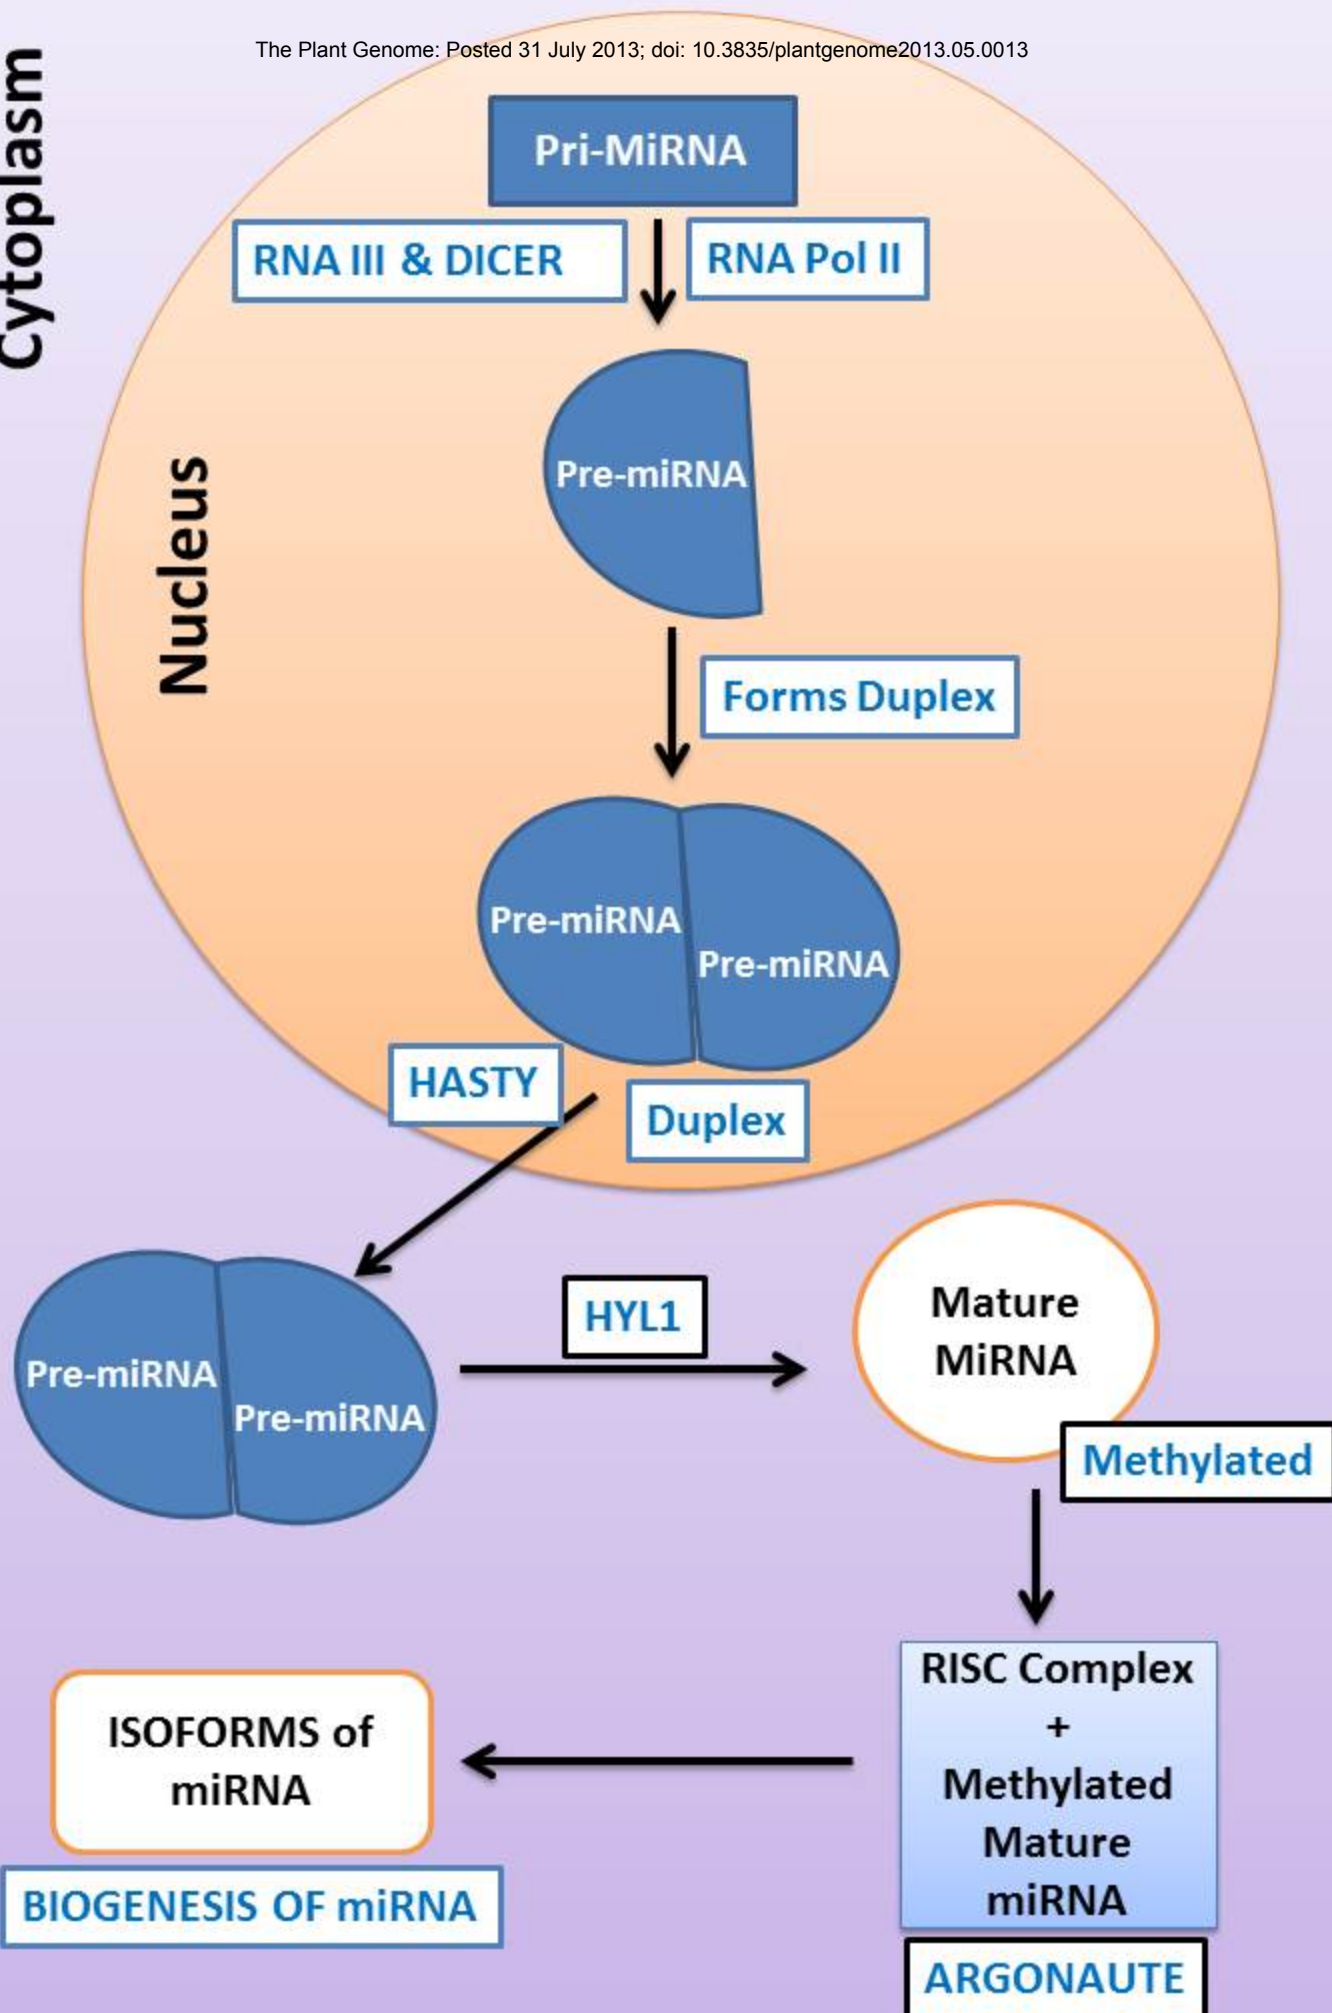 The Plant Genome: Posted 31 July 2013; doi: 10.3835/plantgenome2013.05.0013
Cytoplasm
Pri-MiRNA
RNA III & DICER
RNA Pol II
Pre-miRNA
Nucleus
Forms Duplex
Pre-miRNA
Pre-miRNA
HASTY
Duplex
Pre-miRNA
Pre-miRNA
HYL1
Mature
MiRNA
Methylated
RISC Complex
+
Methylated
Mature
miRNA
ARGONAUTE
ISOFORMS of
miRNA
BIOGENESIS OF miRNA